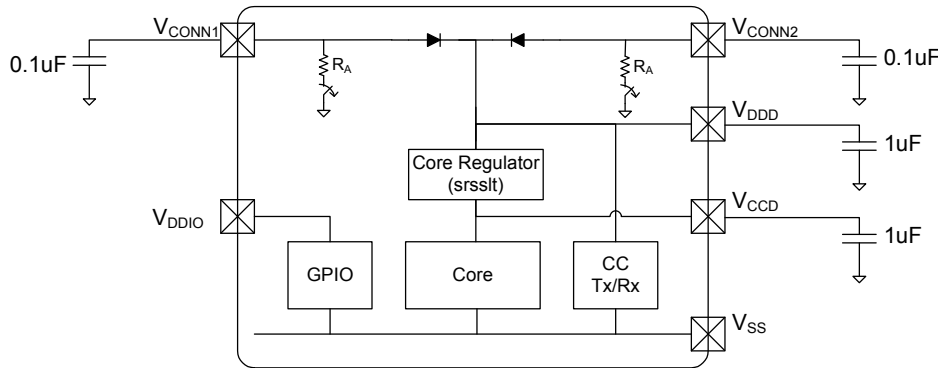 V_CONN1
V_CONN2
0.1uF
R_A
R_A
0.1uF
V_DDD
Core Regulator
(srsslt)
1uF
V_DDIO
V_CCD
1uF
GPIO
Core
CC
Tx/Rx
V_SS